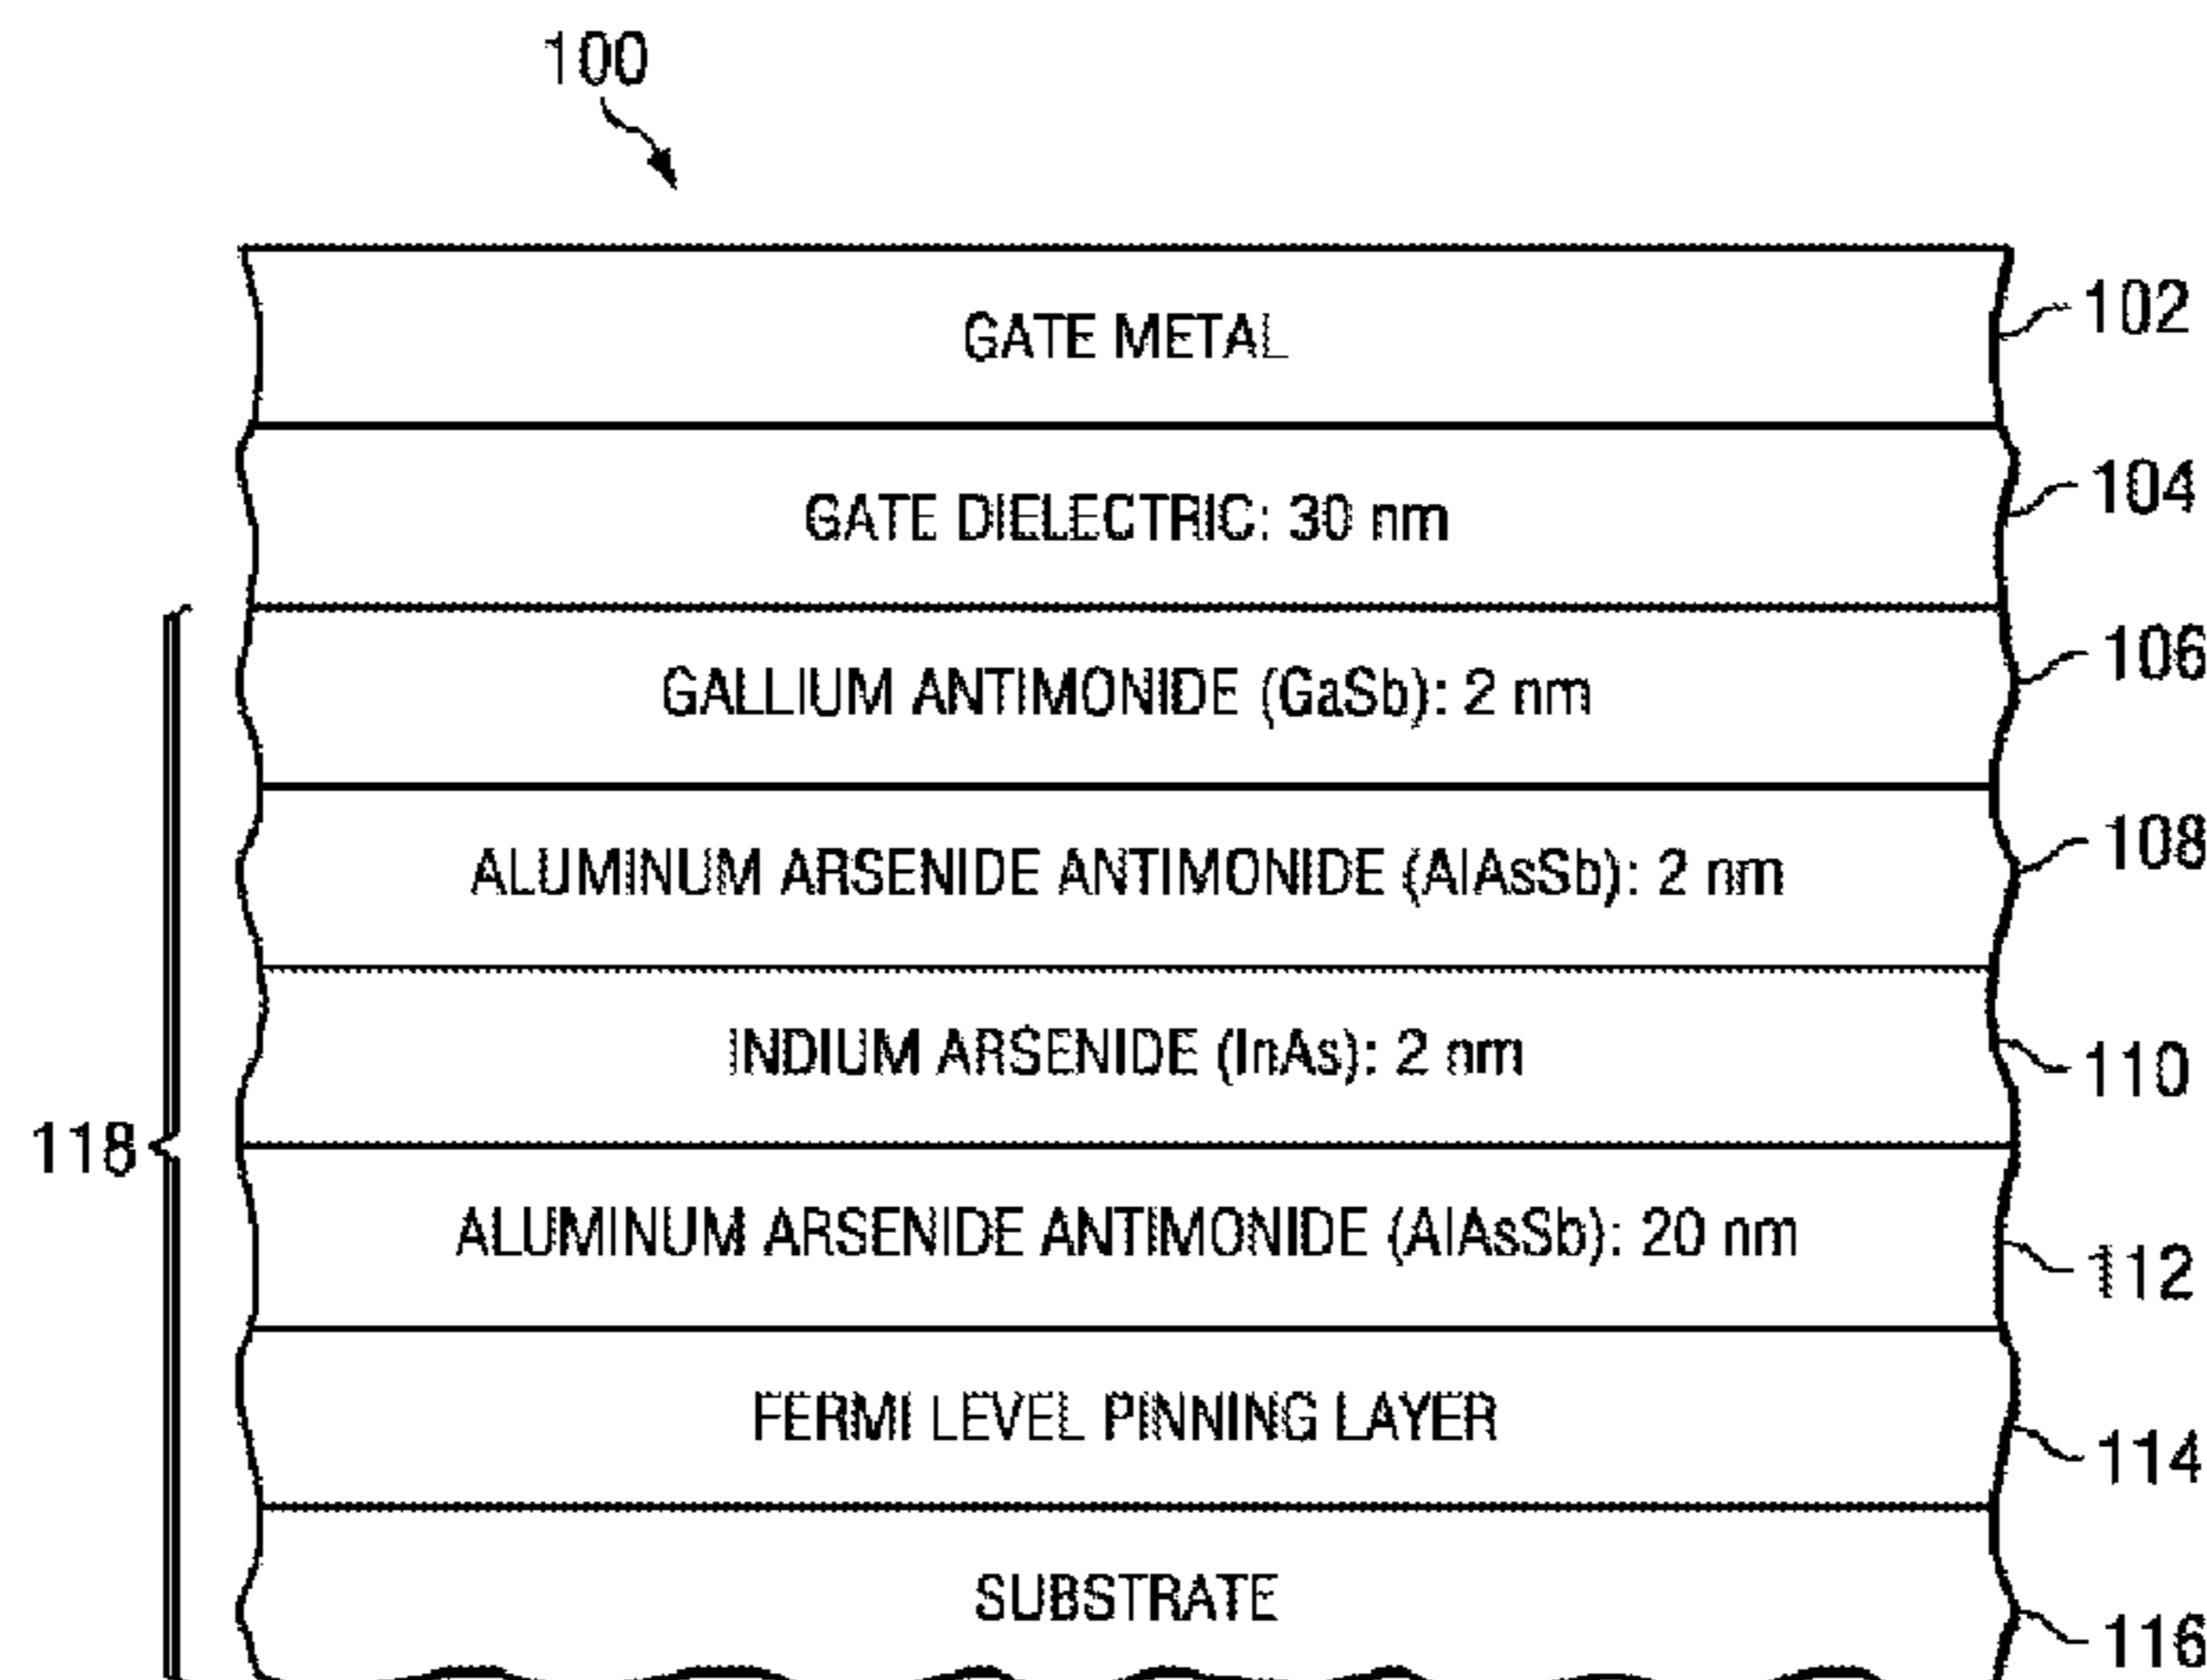 100
GATE METAL
102
GATE DIELECTRIC: 30 nm
104
GALLIUM ANTIMONIDE (GaSb): 2 nm
106
ALUMINUM ARSENIDE ANTIMONIDE (AlAsSb): 2 nm
108
INDIUM ARSENIDE (InAs): 2 nm
110
118
ALUMINUM ARSENIDE ANTIMONIDE (AlAsSb): 20 nm
112
FERMI LEVEL PINNING LAYER
114
SUBSTRATE
116